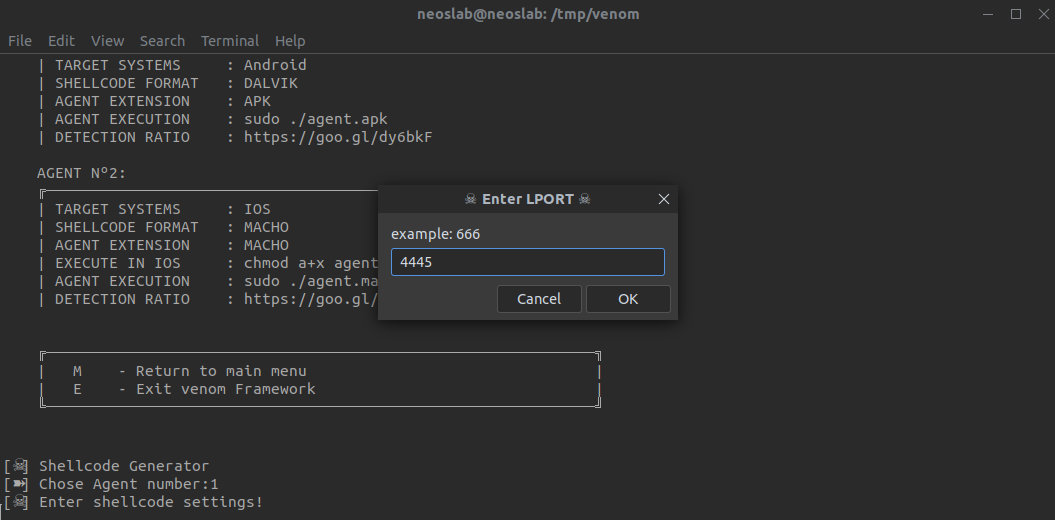 neoslab@neoslab: /tmp/venom
File Edit View Search Terminal Help
| TARGET SYSTEMS : Android
| SHELLCODE FORMAT : DALVIK
| AGENT EXTENSION : APK
| AGENT EXECUTION : sudo ./agent.apk
| DETECTION RATIO : https://goo.gl/dy6bkF
AGENT Nº2:
| TARGET SYSTEMS : IOS
| SHELLCODE FORMAT : MACHO
| AGENT EXTENSION : MACHO
| EXECUTE IN IOS : chmod a+x agent
| AGENT EXECUTION : sudo ./agent.ma
| DETECTION RATIO : https://goo.gl/
☠ Enter LPORT ☠
example: 666
4445
Cancel OK
| M - Return to main menu |
| E - Exit venom Framework |
[☠] Shellcode Generator
[➽] Chose Agent number:1
[☠] Enter shellcode settings!